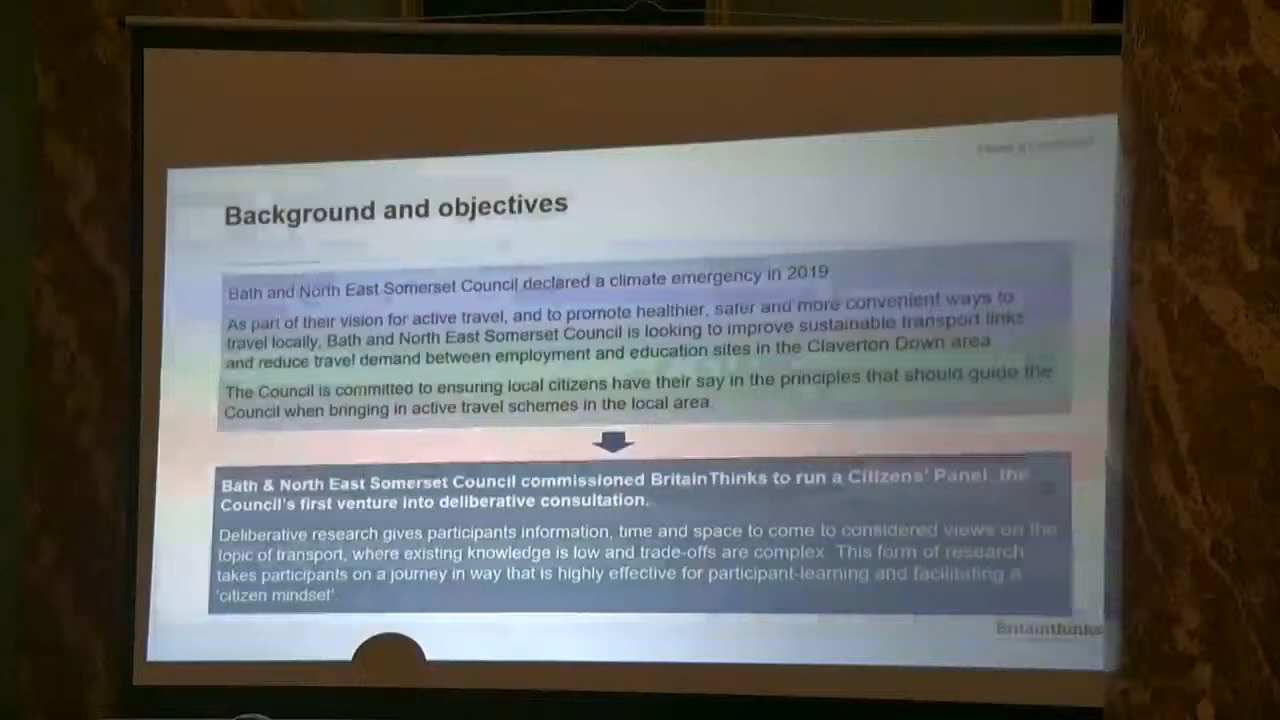 Background and objectives
Bath and North East Somerset Council declared a climate emergency in 2019
As part of their vision for active travel, and to promote healthier, safer and more convenient ways to
travel locally, Bath and North East Somerset Council is looking to improve sustainable transport links
and reduce travel demand between employment and education sites in the Claverton Down area
The Council is committed to ensuring local citizens have their say in the principles that should guide the
Council when bringing in active travel schemes in the local area.
Bath & North East Somerset Council commissioned BritainThinks to run a Citizens' Panel, the
Council's first venture into deliberative consultation.
Deliberative research gives participants information, time and space to come to considered views on the
topic of transport, where existing knowledge is low and trade-offs are complex. This form of research
takes participants on a journey in way that is highly effective for participant-learning and facilitating a
'citizen mindset'.
Britainthinks